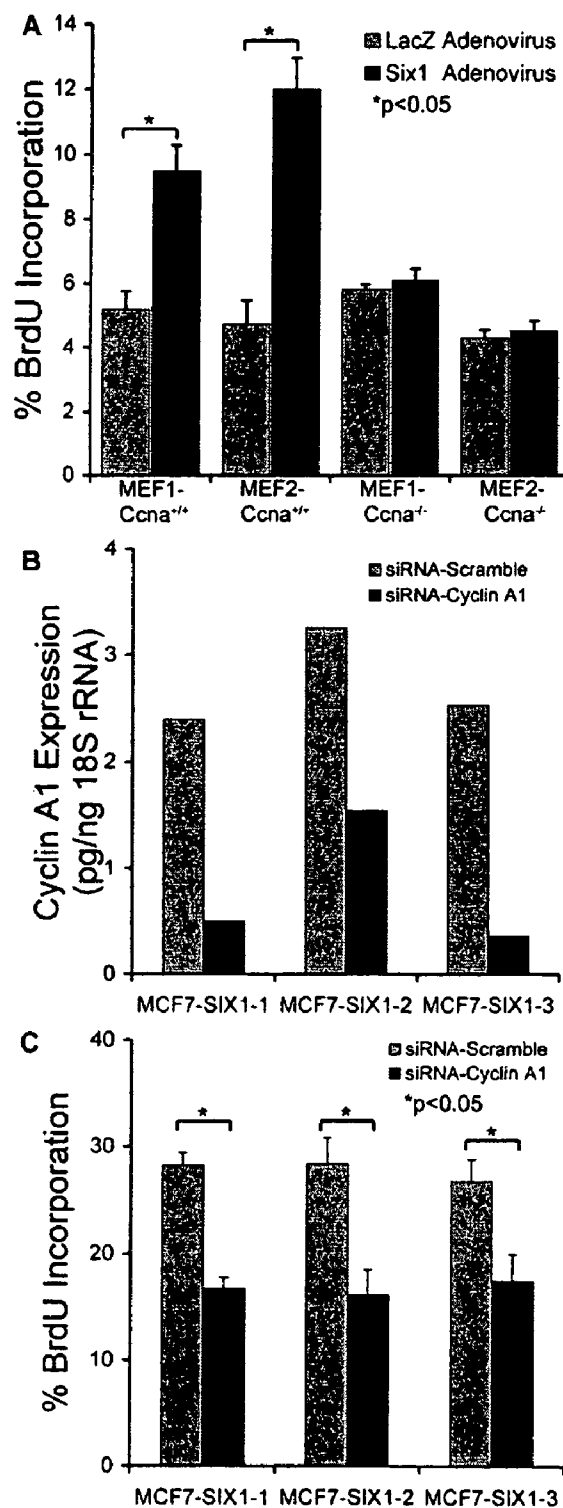 A
LacZ Adenovirus
Six1 Adenovirus
*p<0.05
*
*
% BrdU Incorporation
14
12
10
8
6
4
2
0
MEF1-
Ccna+/+
MEF2-
Ccna+/+
MEF1-
Ccna-/-
MEF2-
Ccna-/-
B
siRNA-Scramble
siRNA-Cyclin A1
Cyclin A1 Expression
(pg/ng 18S rRNA)
4
3
2
1
0
MCF7-SIX1-1
MCF7-SIX1-2
MCF7-SIX1-3
C
siRNA-Scramble
siRNA-Cyclin A1
*p<0.05
*
*
*
% BrdU Incorporation
40
30
20
10
0
MCF7-SIX1-1
MCF7-SIX1-2
MCF7-SIX1-3